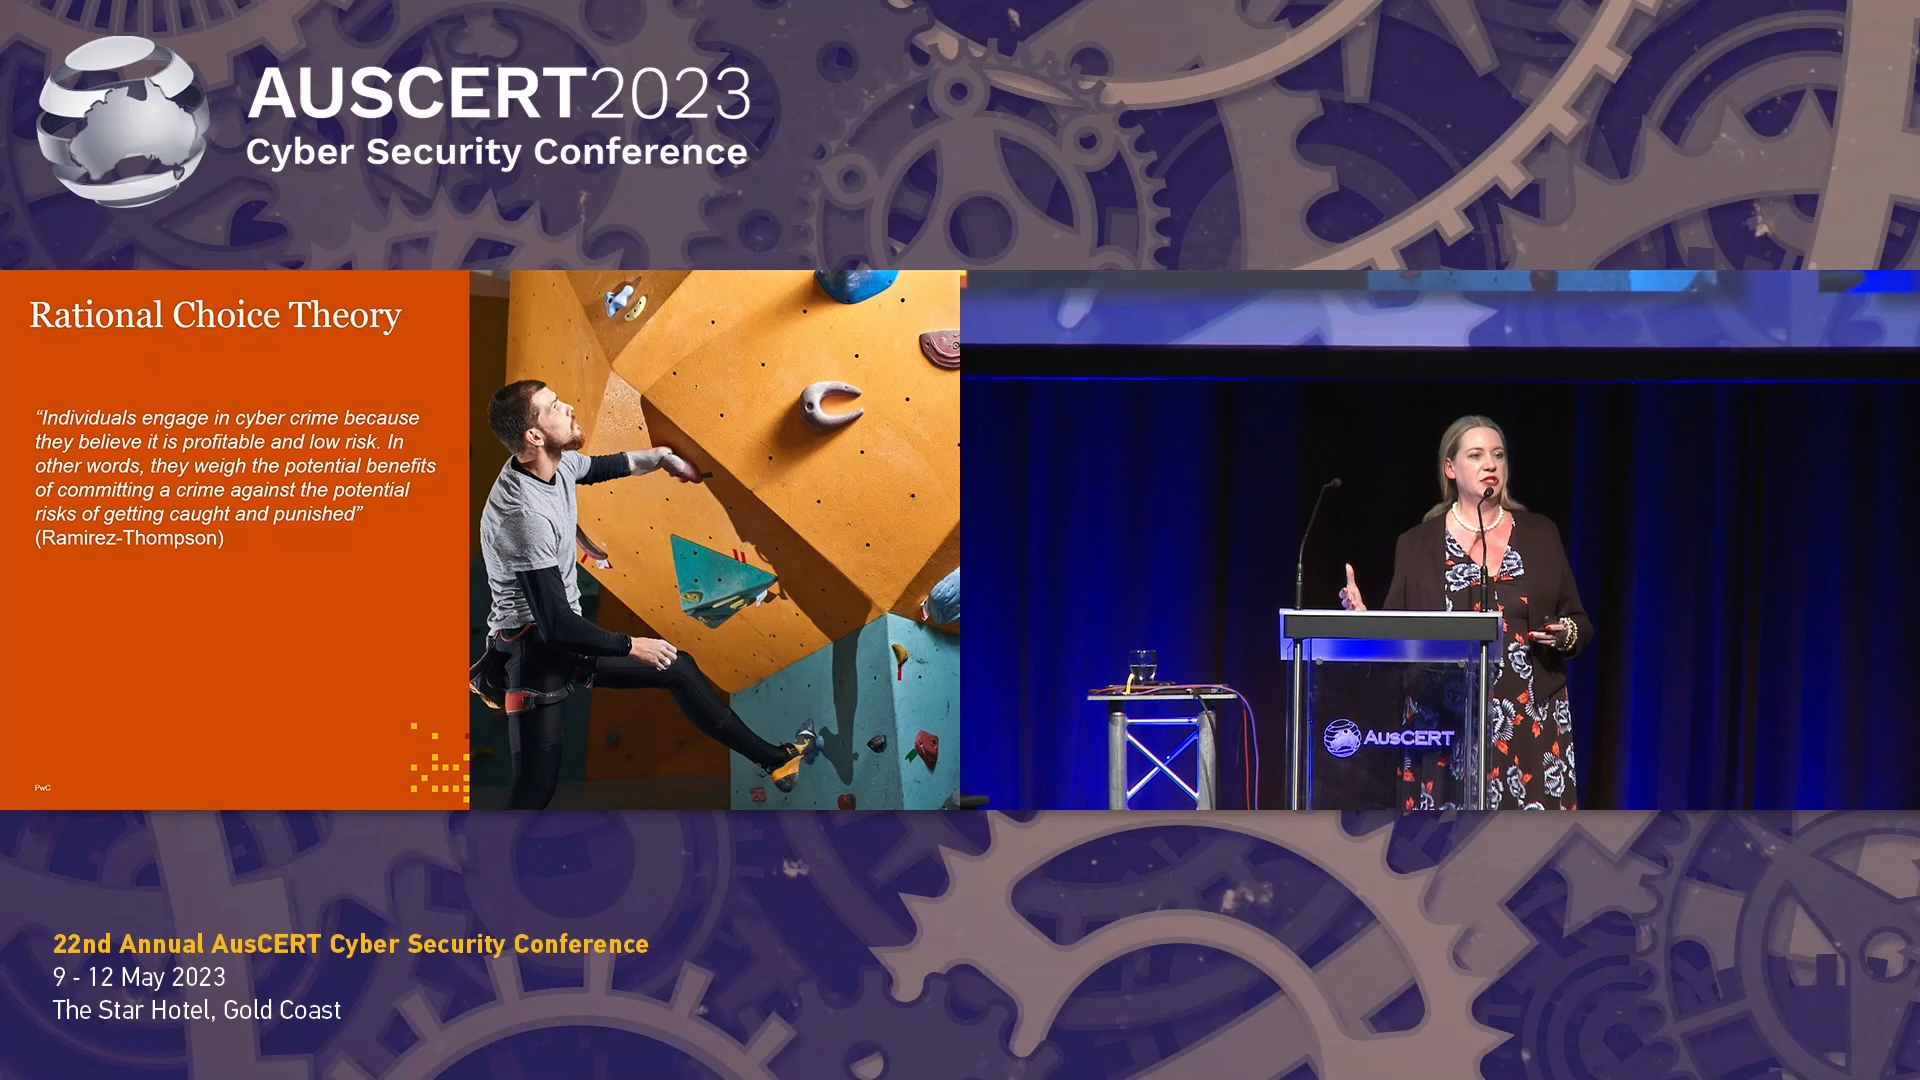 AUSCERT2023
Cyber Security Conference
Rational Choice Theory
“Individuals engage in cyber crime because
they believe it is profitable and low risk. In
other words, they weigh the potential benefits
of committing a crime against the potential
risks of getting caught and punished”
(Ramirez-Thompson)
PwC
AusCERT
22nd Annual AusCERT Cyber Security Conference
9 - 12 May 2023
The Star Hotel, Gold Coast